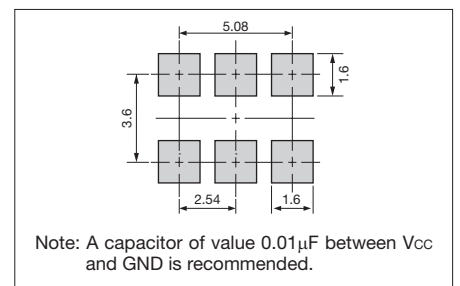 5.08
1.6
3.6
2.54
1.6
Note: A capacitor of value 0.01μF between Vcc
and GND is recommended.